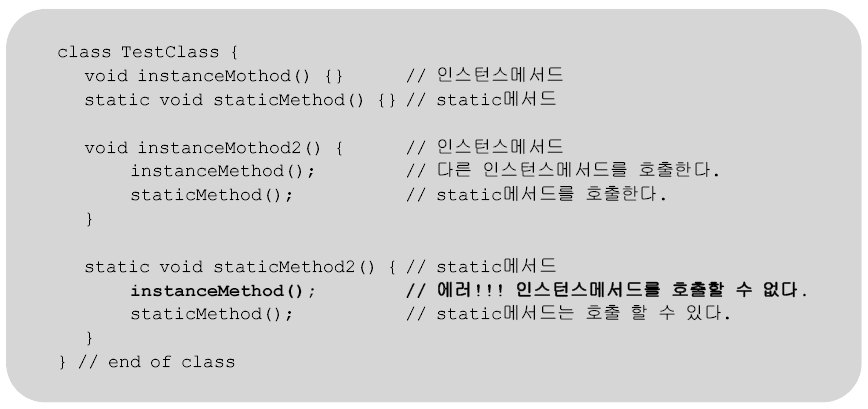 class TestClass {
void instanceMothod() {} // 인스턴스메서드
static void staticMethod() {} // static메서드
void instanceMothod2() { // 인스턴스메서드
instanceMethod(); // 다른 인스턴스메서드를 호출한다.
staticMethod(); // static메서드를 호출한다.
}
static void staticMethod2() { // static메서드
instanceMethod(); // 에러!!! 인스턴스메서드를 호출할 수 없다.
staticMethod(); // static메서드는 호출 할 수 있다.
}
} // end of class